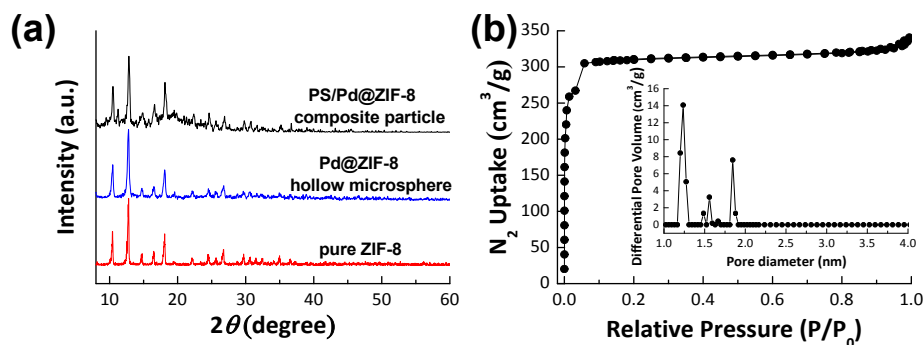 (a)
Intensity (a.u.)
PS/Pd@ZIF-8
composite particle
Pd@ZIF-8
hollow microsphere
pure ZIF-8
10 20 30 40 50 60
2θ (degree)
(b)
N2 Uptake (cm3/g)
350
300
250
200
150
100
50
0
0.0 0.2 0.4 0.6 0.8 1.0
Relative Pressure (P/P0)
Differential Pore Volume (cm3/g)
16
14
12
10
8
6
4
2
0
1.0 1.5 2.0 2.5 3.0 3.5 4.0
Pore diameter (nm)